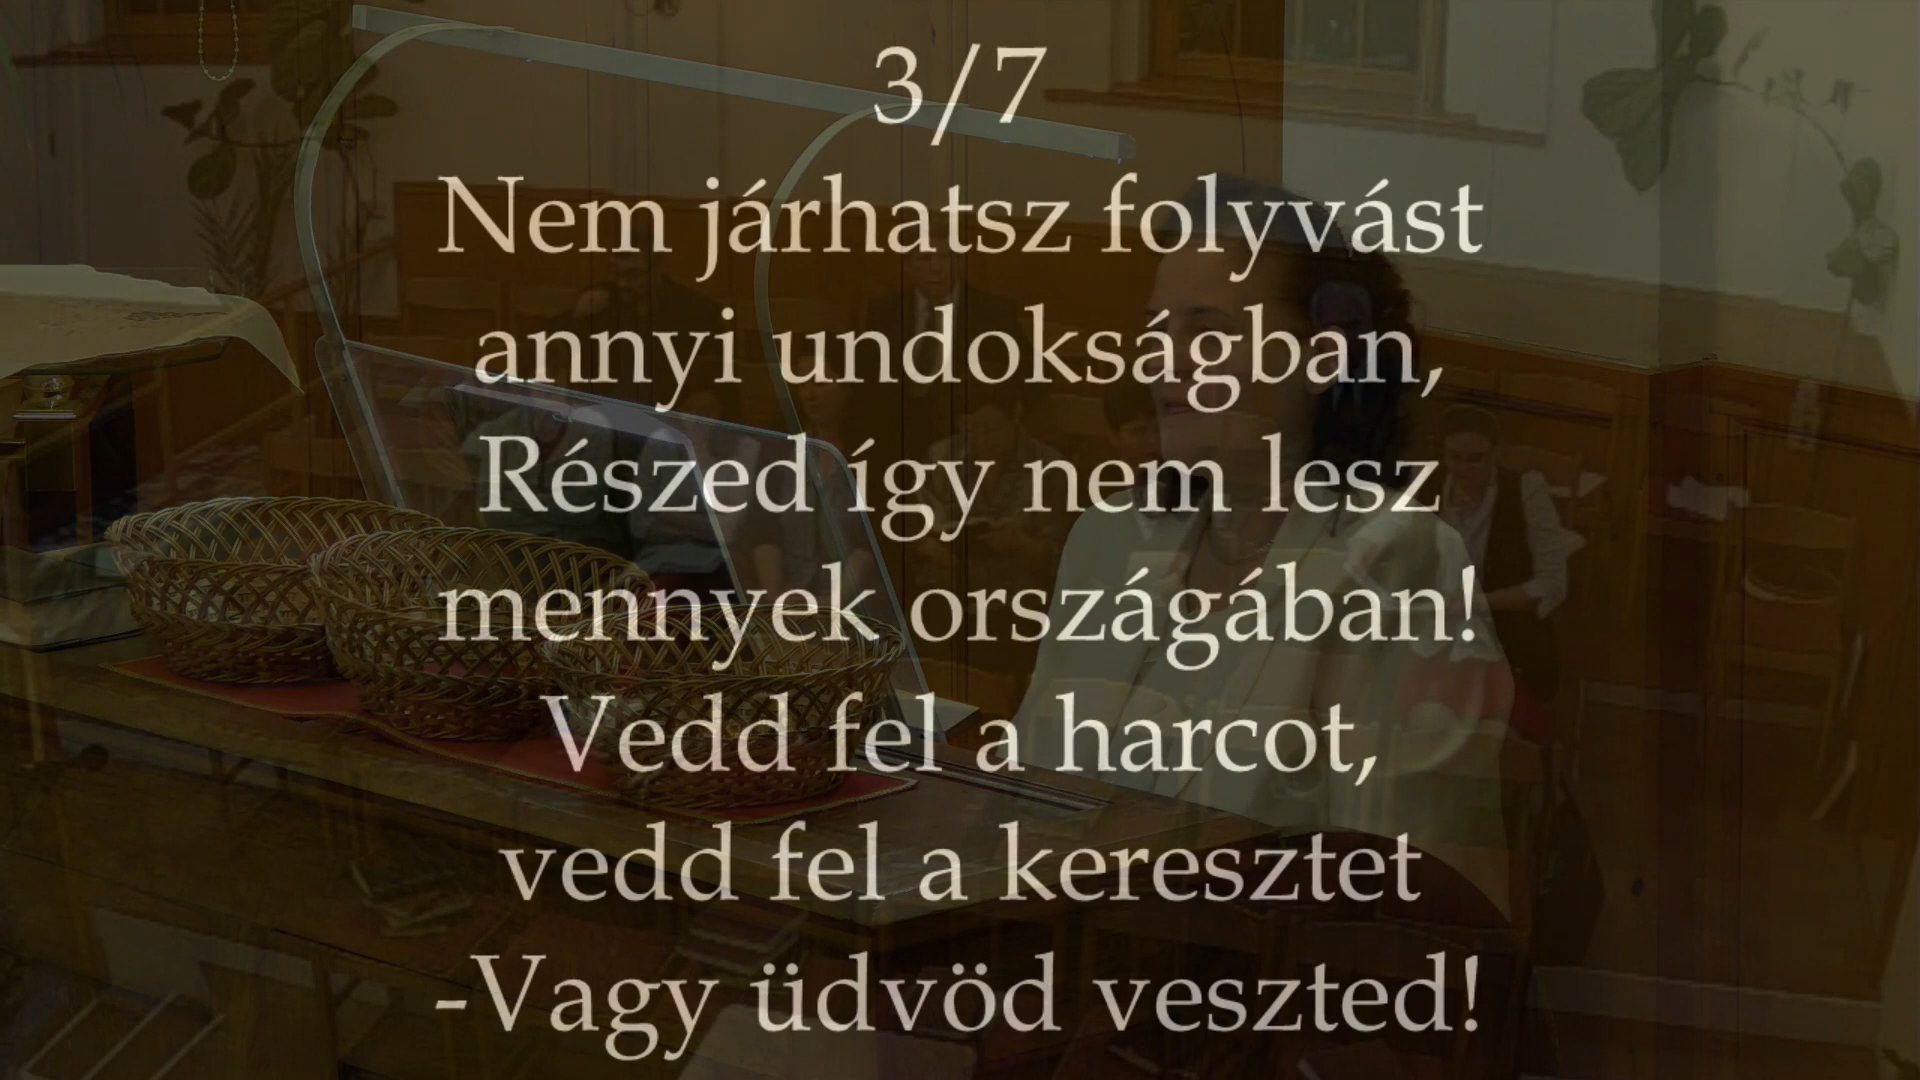 3/7
Nem járhatsz folyvást
annyi undokságban,
Részed így nem lesz
mennyek országában!
Vedd fel a harcot,
vedd fel a keresztet
-Vagy üdvöd veszted!